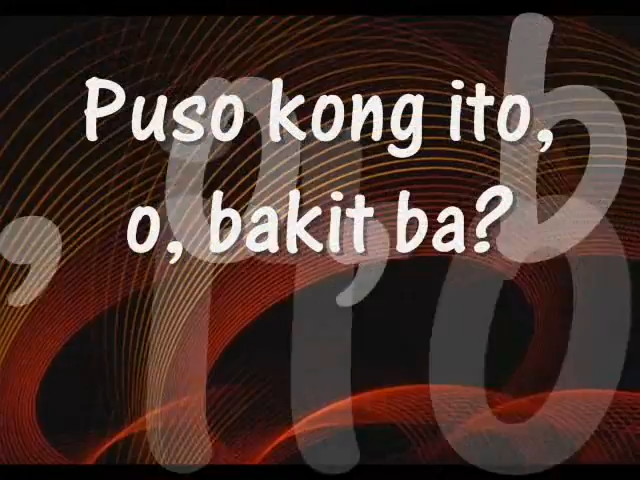 Puso kong ito,
o, bakit ba?